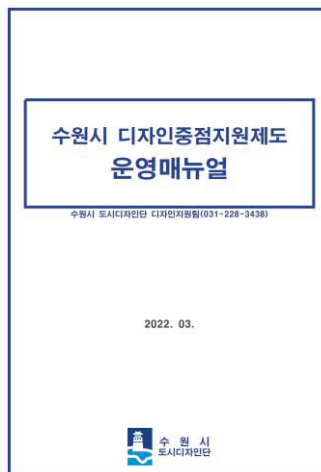 수원시 디자인중점지원제도
운영매뉴얼
수원시 도시디자인단 디자인지원팀(031-228-3438)
2022. 03.
수 원 시
도시디자인단